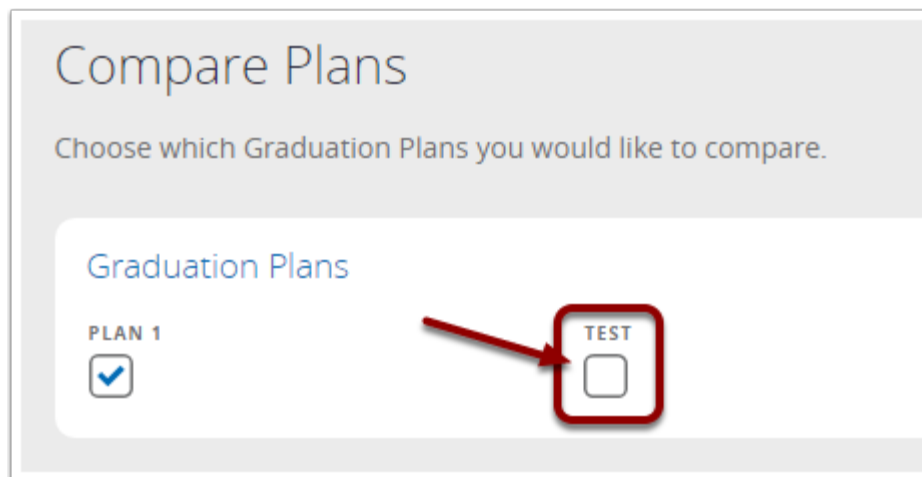 Compare Plans
Choose which Graduation Plans you would like to compare.
Graduation Plans
PLAN 1
TEST